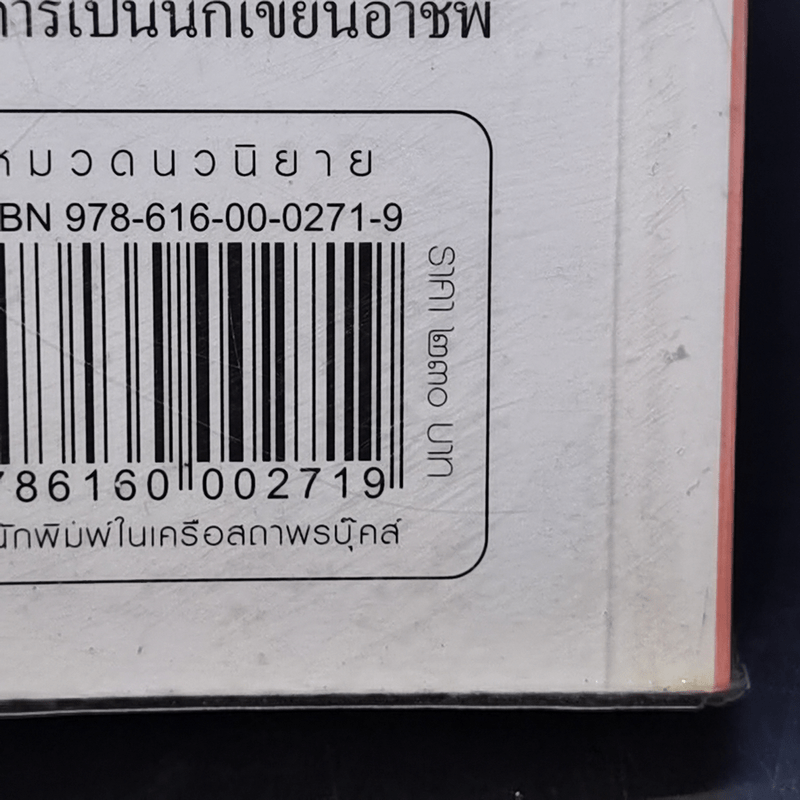 การเป็นนักเขียนอาชีพ
หมวดนวนิยาย
ISBN 978-616-00-0271-9
ราคา ๒๓๐ บาท
786160 002719
นักพิมพ์ในเครือสถาพรบุ๊คส์